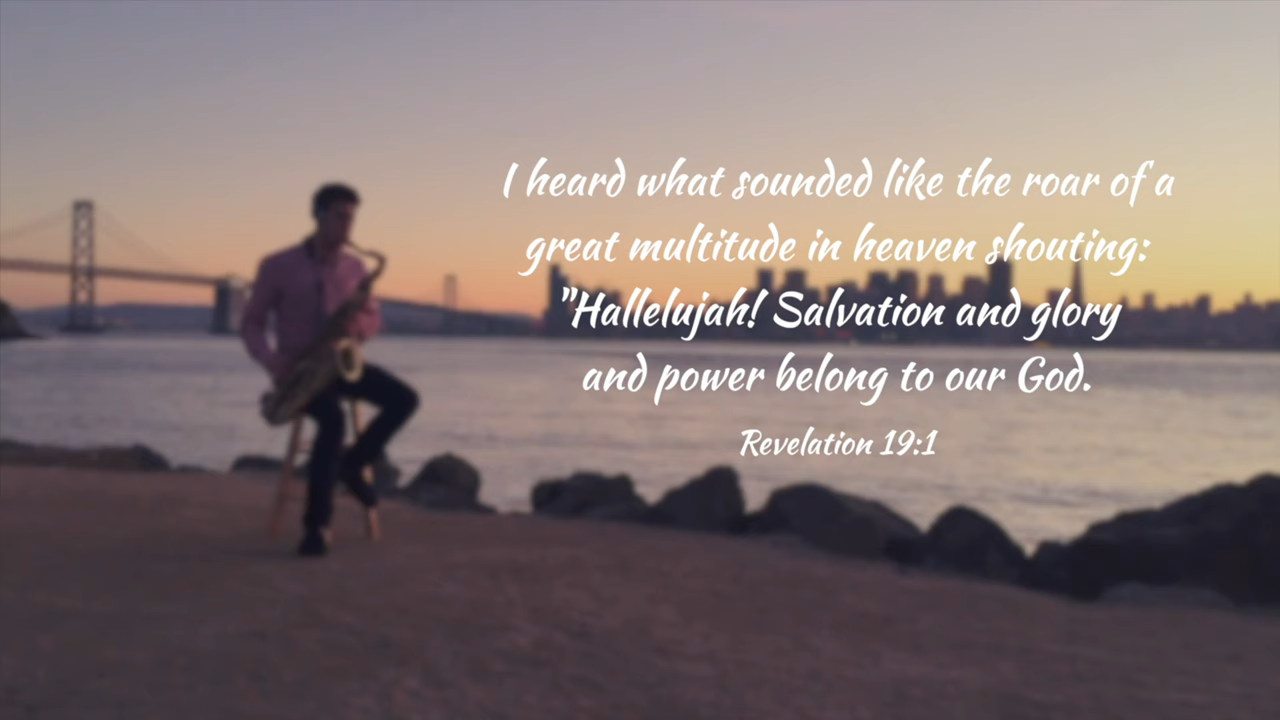 I heard what sounded like the roar of a
great multitude in heaven shouting:
"Hallelujah! Salvation and glory
and power belong to our God.
Revelation 19:1